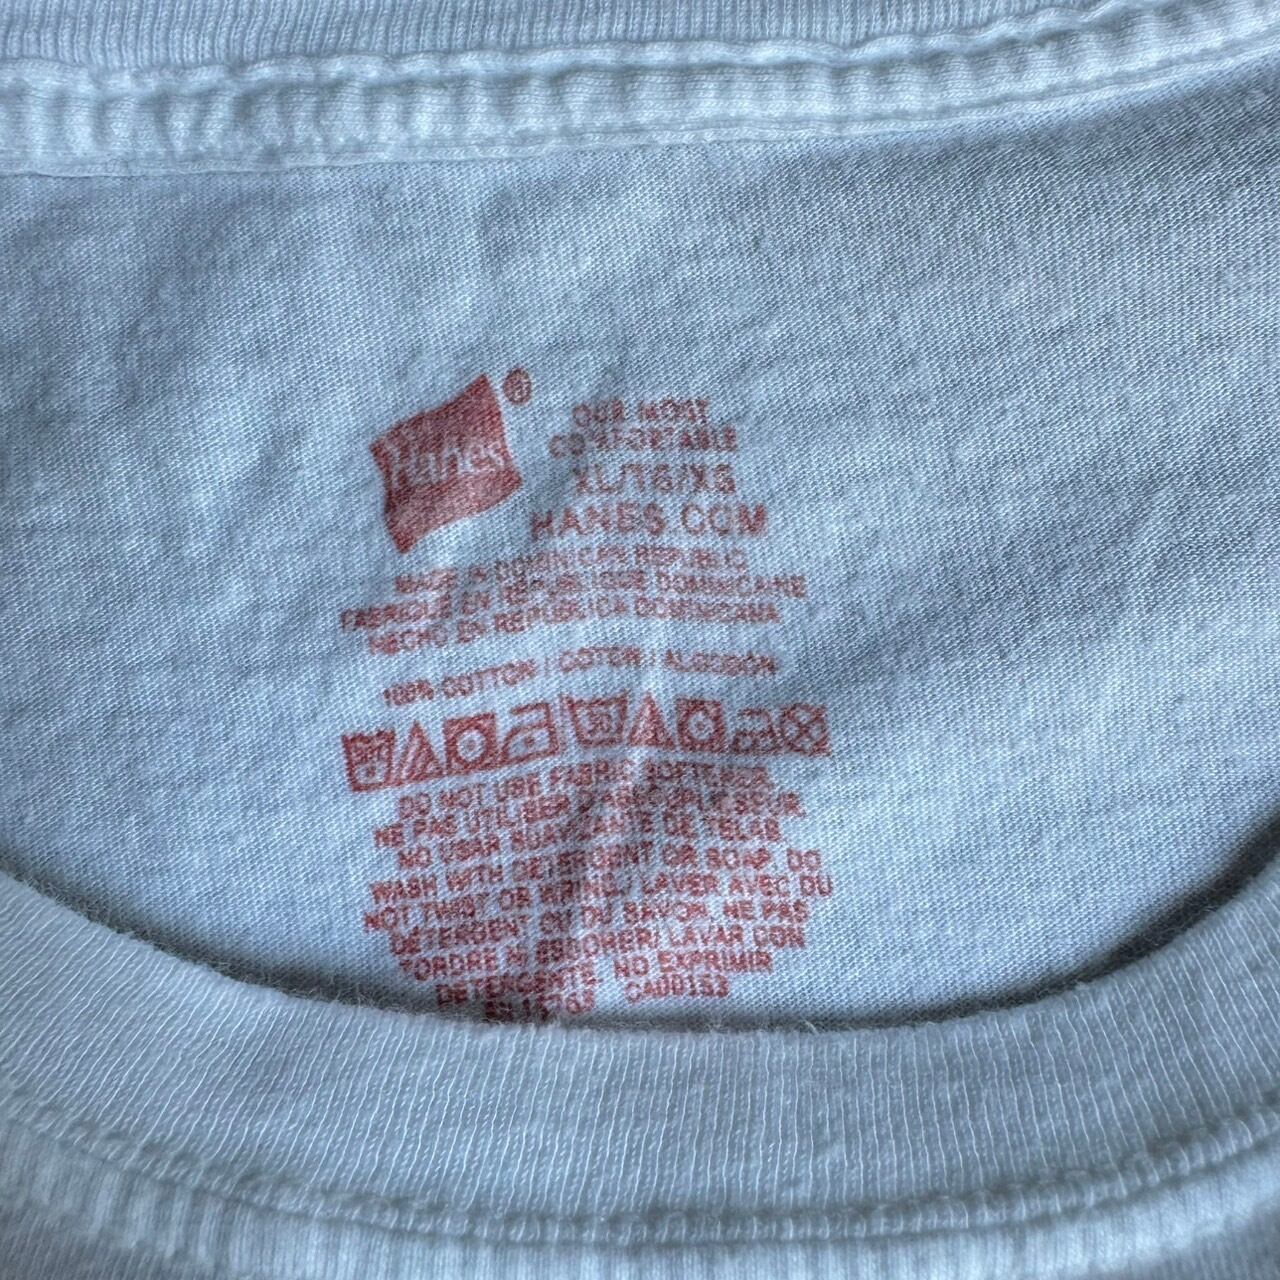 Hanes®
OUR MOST
COMFORTABLE
XL/TG/XG
HANES.COM
MADE IN DOMINICAN REPUBLIC
FABRIQUÉ EN RÉPUBLIQUE DOMINICAINE
HECHO EN REPÚBLICA DOMINICANA
100% COTTON / COTON / ALGODÓN
DO NOT USE FABRIC SOFTENER
NE PAS UTILISER D'ASSOUPLISSEUR
NO USAR SUAVIZANTE DE TELAS
WASH WITH DETERGENT OR SOAP. DO
NOT TWIST OR WRING / LAVER AVEC DU
DETERGENT OU DU SAVON. NE PAS
TORDRE NI ESSORER/ LAVAR CON
DETERGENTE. NO EXPRIMIR
15763 CA00153